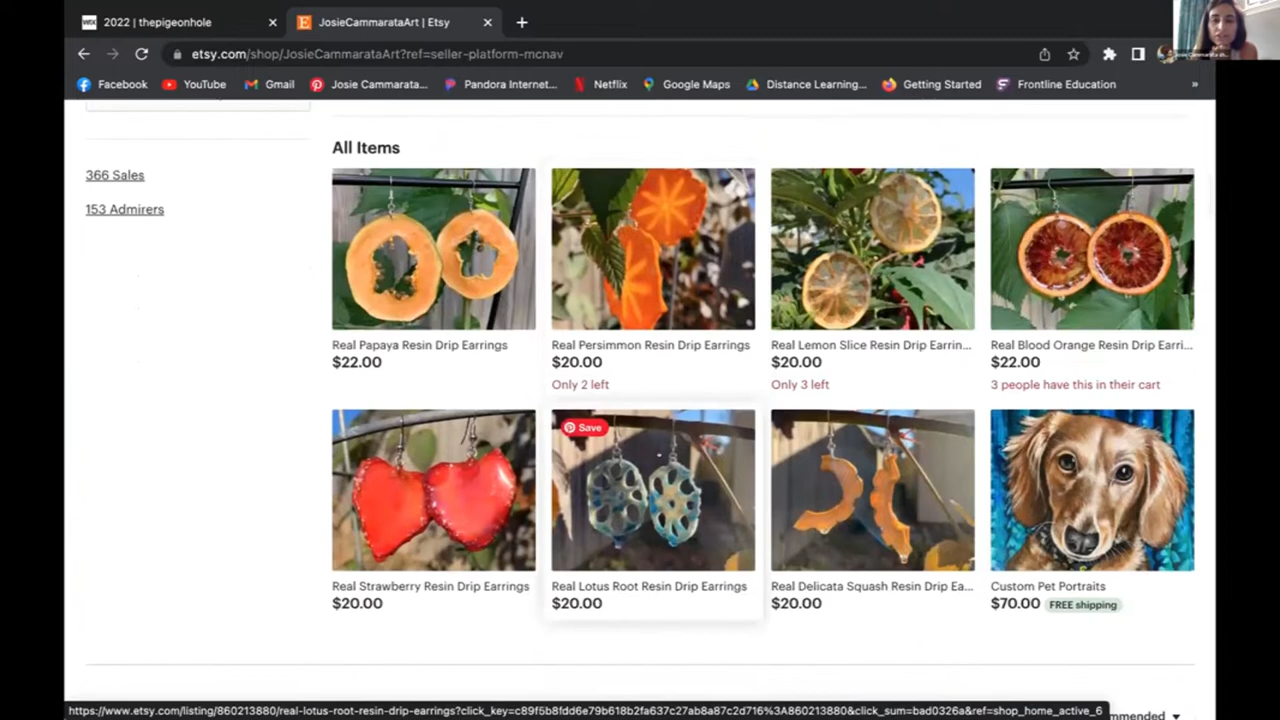 2022 | thepigeonhole
JosieCammarataArt | Etsy
etsy.com/shop/JosieCammarataArt?ref=seller-platform-mcnav
Facebook
YouTube
Gmail
Josie Cammarata...
Pandora Internet...
Netflix
Google Maps
Distance Learning...
Getting Started
Frontline Education
»
366 Sales
153 Admirers
All Items
Real Papaya Resin Drip Earrings
$22.00
Real Persimmon Resin Drip Earrings
$20.00
Only 2 left
Real Lemon Slice Resin Drip Earrin...
$20.00
Only 3 left
Real Blood Orange Resin Drip Earri...
$22.00
3 people have this in their cart
Real Strawberry Resin Drip Earrings
$20.00
Save
Real Lotus Root Resin Drip Earrings
$20.00
Real Delicata Squash Resin Drip Ea...
$20.00
Custom Pet Portraits
$70.00 FREE shipping
https://www.etsy.com/listing/860213880/real-lotus-root-resin-drip-earrings?click_key=c89f5b8fdd6e79b618b2fa637c27ab8a87c2d716%3A860213880&click_sum=bad0326a&ref=shop_home_active_6